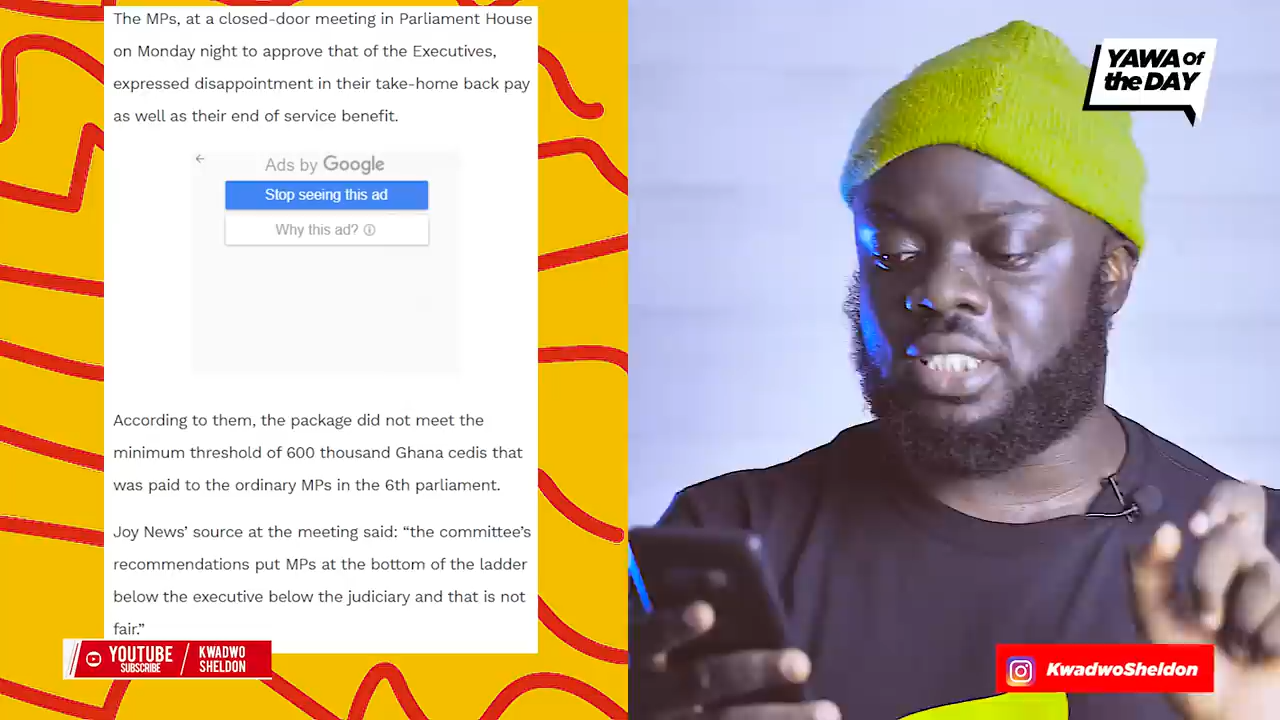 The MPs, at a closed-door meeting in Parliament House
on Monday night to approve that of the Executives,
expressed disappointment in their take-home back pay
as well as their end of service benefit.
Ads by Google
Stop seeing this ad
Why this ad?
According to them, the package did not meet the
minimum threshold of 600 thousand Ghana cedis that
was paid to the ordinary MPs in the 6th parliament.
Joy News’ source at the meeting said: “the committee’s
recommendations put MPs at the bottom of the ladder
below the executive below the judiciary and that is not
fair.”
YOUTUBE
SUBSCRIBE
KWADWO
SHELDON
YAWA of
the DAY
KwadwoSheldon